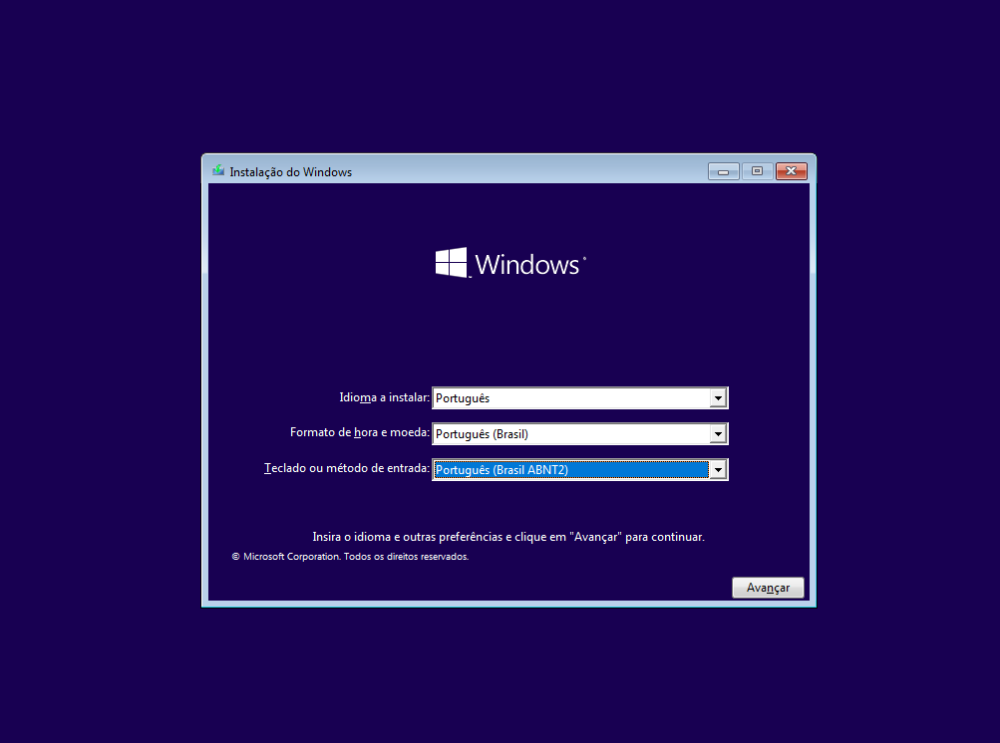 Instalação do Windows
Windows
Idioma a instalar: Português
Formato de hora e moeda: Português (Brasil)
Teclado ou método de entrada: Português (Brasil ABNT2)
Insira o idioma e outras preferências e clique em "Avançar" para continuar.
© Microsoft Corporation. Todos os direitos reservados.
Avançar